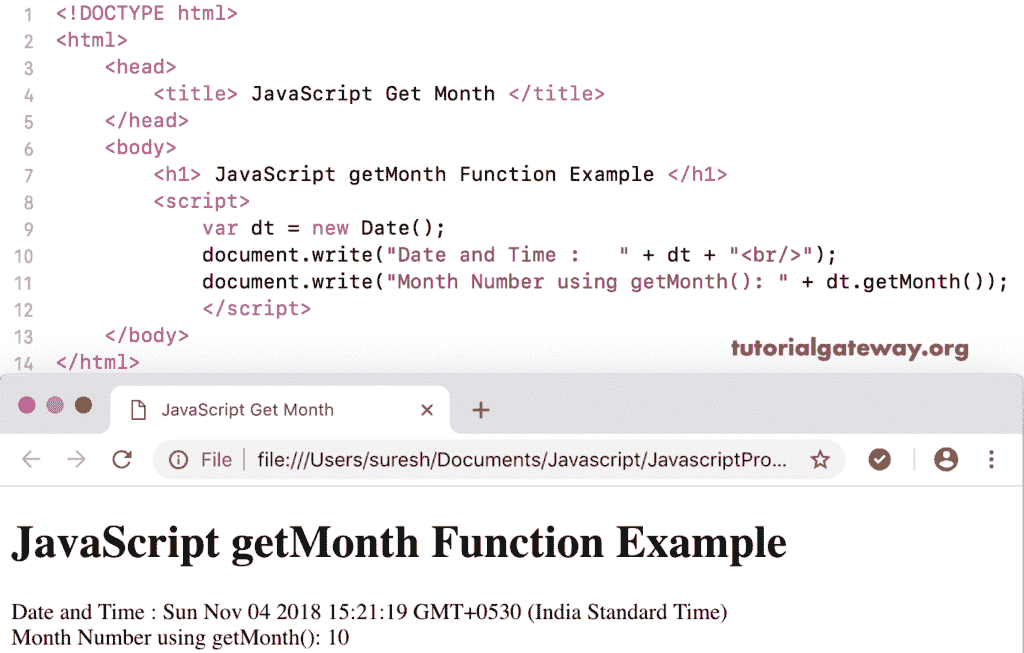 1 <!DOCTYPE html>
2 <html>
3 <head>
4 <title> JavaScript Get Month </title>
5 </head>
6 <body>
7 <h1> JavaScript getMonth Function Example </h1>
8 <script>
9 var dt = new Date();
10 document.write("Date and Time :   " + dt + "<br/>");
11 document.write("Month Number using getMonth(): " + dt.getMonth());
12 </script>
13 </body>
14 </html>
tutorialgateway.org
JavaScript Get Month
File file:///Users/suresh/Documents/Javascript/JavascriptPro...
JavaScript getMonth Function Example
Date and Time : Sun Nov 04 2018 15:21:19 GMT+0530 (India Standard Time)
Month Number using getMonth(): 10